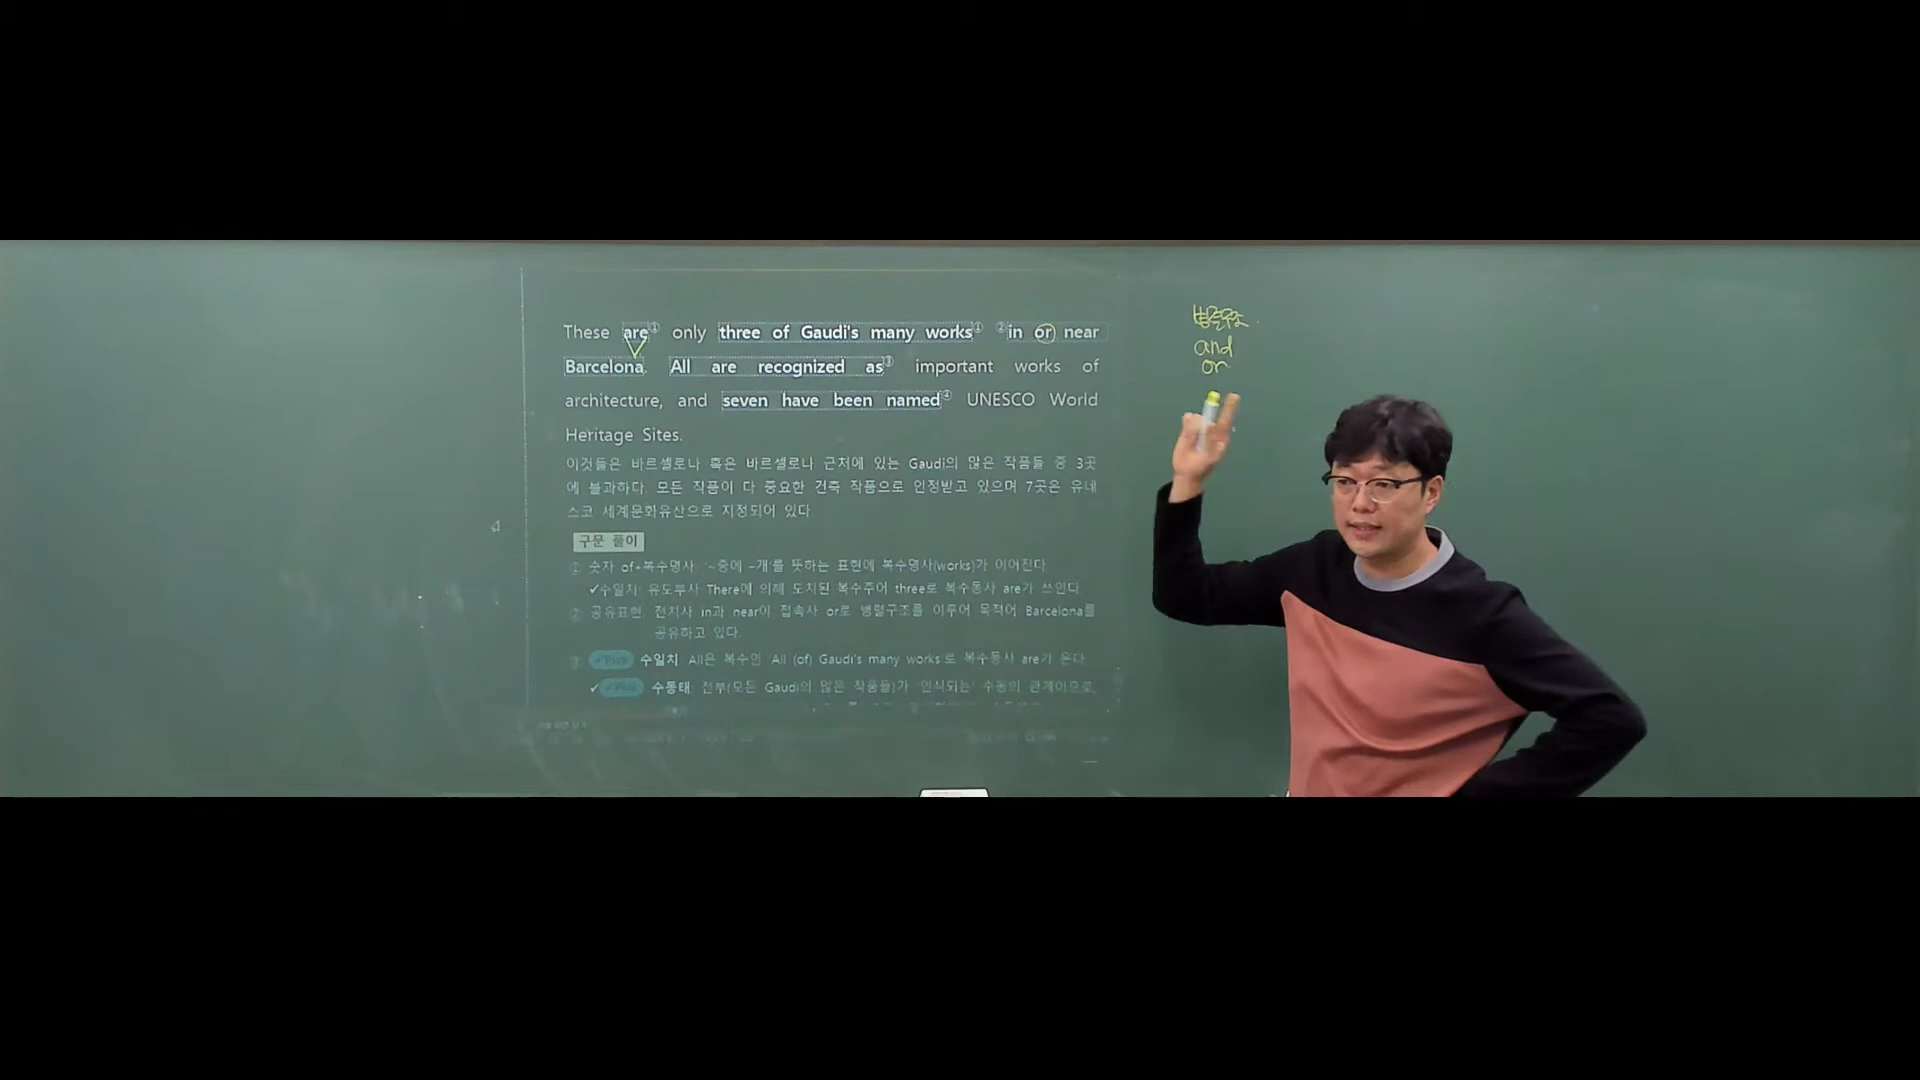 These are① only three of Gaudi's many works① ②in or near
Barcelona. All are recognized as③ important works of
architecture, and seven have been named④ UNESCO World
Heritage Sites.
이것들은 바르셀로나 혹은 바르셀로나 근처에 있는 Gaudi의 많은 작품들 중 3곳
에 불과하다. 모든 작품이 다 중요한 건축 작품으로 인정받고 있으며 7곳은 유네
스코 세계문화유산으로 지정되어 있다.
구문 풀이
① 숫자 of+복수명사: '~중에 –개'를 뜻하는 표현에 복수명사(works)가 이어진다.
✓수일치: 유도부사 There에 의해 도치된 복수주어 three로 복수동사 are가 쓰인다.
② 공유표현: 전치사 in과 near이 접속사 or로 병렬구조를 이루어 목적어 Barcelona를
공유하고 있다.
③ ✓Pick 수일치: All은 복수인 'All (of) Gaudi's many works'로 복수동사 are가 온다.
✓ ✓Pick 수동태: 전부(모든 Gaudi의 많은 작품들)가 '인식되는' 수동의 관계이므로,
병렬구조
and
or